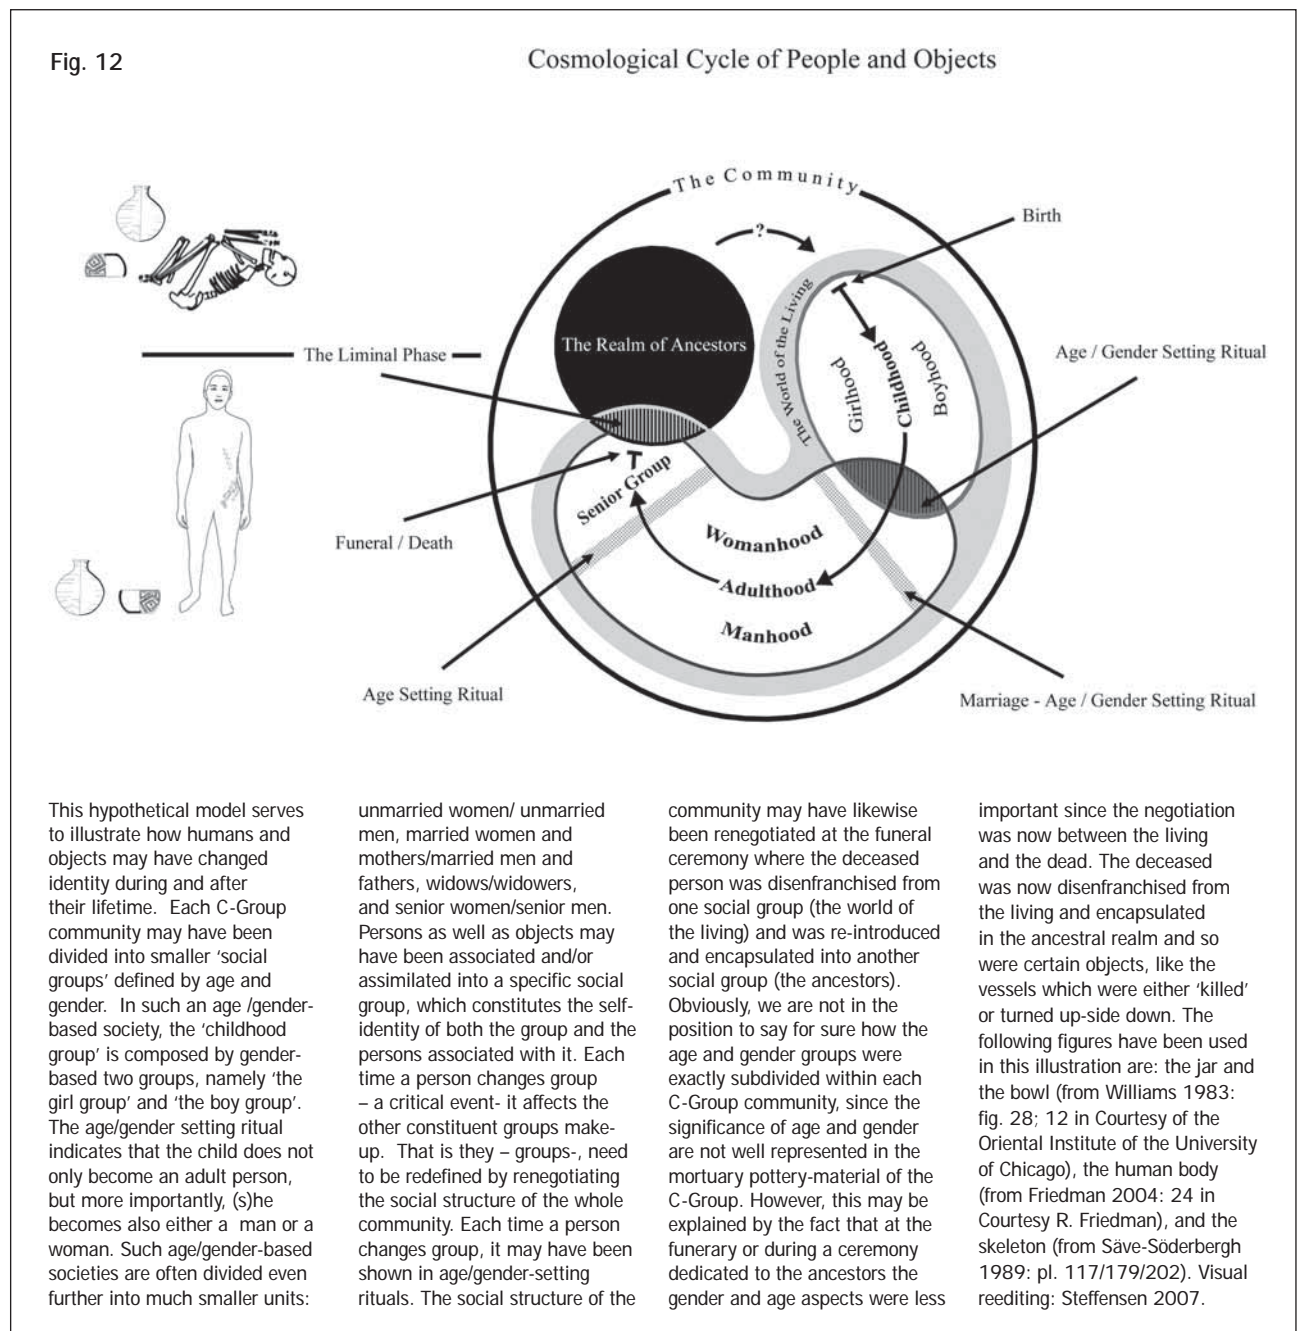 Fig. 12
Cosmological Cycle of People and Objects
The Community
?
Birth
The Realm of Ancestors
The World of the Living
The Liminal Phase
Age / Gender Setting Ritual
Girlhood
Childhood
Boyhood
Senior Group
Funeral / Death
Womanhood
Adulthood
Manhood
Age Setting Ritual
Marriage - Age / Gender Setting Ritual
This hypothetical model serves
to illustrate how humans and
objects may have changed
identity during and after
their lifetime. Each C-Group
community may have been
divided into smaller ‘social
groups’ defined by age and
gender. In such an age /gender-
based society, the ‘childhood
group’ is composed by gender-
based two groups, namely ‘the
girl group’ and ‘the boy group’.
The age/gender setting ritual
indicates that the child does not
only become an adult person,
but more importantly, (s)he
becomes also either a man or a
woman. Such age/gender-based
societies are often divided even
further into much smaller units:
unmarried women/ unmarried
men, married women and
mothers/married men and
fathers, widows/widowers,
and senior women/senior men.
Persons as well as objects may
have been associated and/or
assimilated into a specific social
group, which constitutes the self-
identity of both the group and the
persons associated with it. Each
time a person changes group
– a critical event- it affects the
other constituent groups make-
up. That is they – groups-, need
to be redefined by renegotiating
the social structure of the whole
community. Each time a person
changes group, it may have been
shown in age/gender-setting
rituals. The social structure of the
community may have likewise
been renegotiated at the funeral
ceremony where the deceased
person was disenfranchised from
one social group (the world of
the living) and was re-introduced
and encapsulated into another
social group (the ancestors).
Obviously, we are not in the
position to say for sure how the
age and gender groups were
exactly subdivided within each
C-Group community, since the
significance of age and gender
are not well represented in the
mortuary pottery-material of the
C-Group. However, this may be
explained by the fact that at the
funerary or during a ceremony
dedicated to the ancestors the
gender and age aspects were less
important since the negotiation
was now between the living
and the dead. The deceased
was now disenfranchised from
the living and encapsulated
in the ancestral realm and so
were certain objects, like the
vessels which were either ‘killed’
or turned up-side down. The
following figures have been used
in this illustration are: the jar and
the bowl (from Williams 1983:
fig. 28; 12 in Courtesy of the
Oriental Institute of the University
of Chicago), the human body
(from Friedman 2004: 24 in
Courtesy R. Friedman), and the
skeleton (from Säve-Söderbergh
1989: pl. 117/179/202). Visual
reediting: Steffensen 2007.